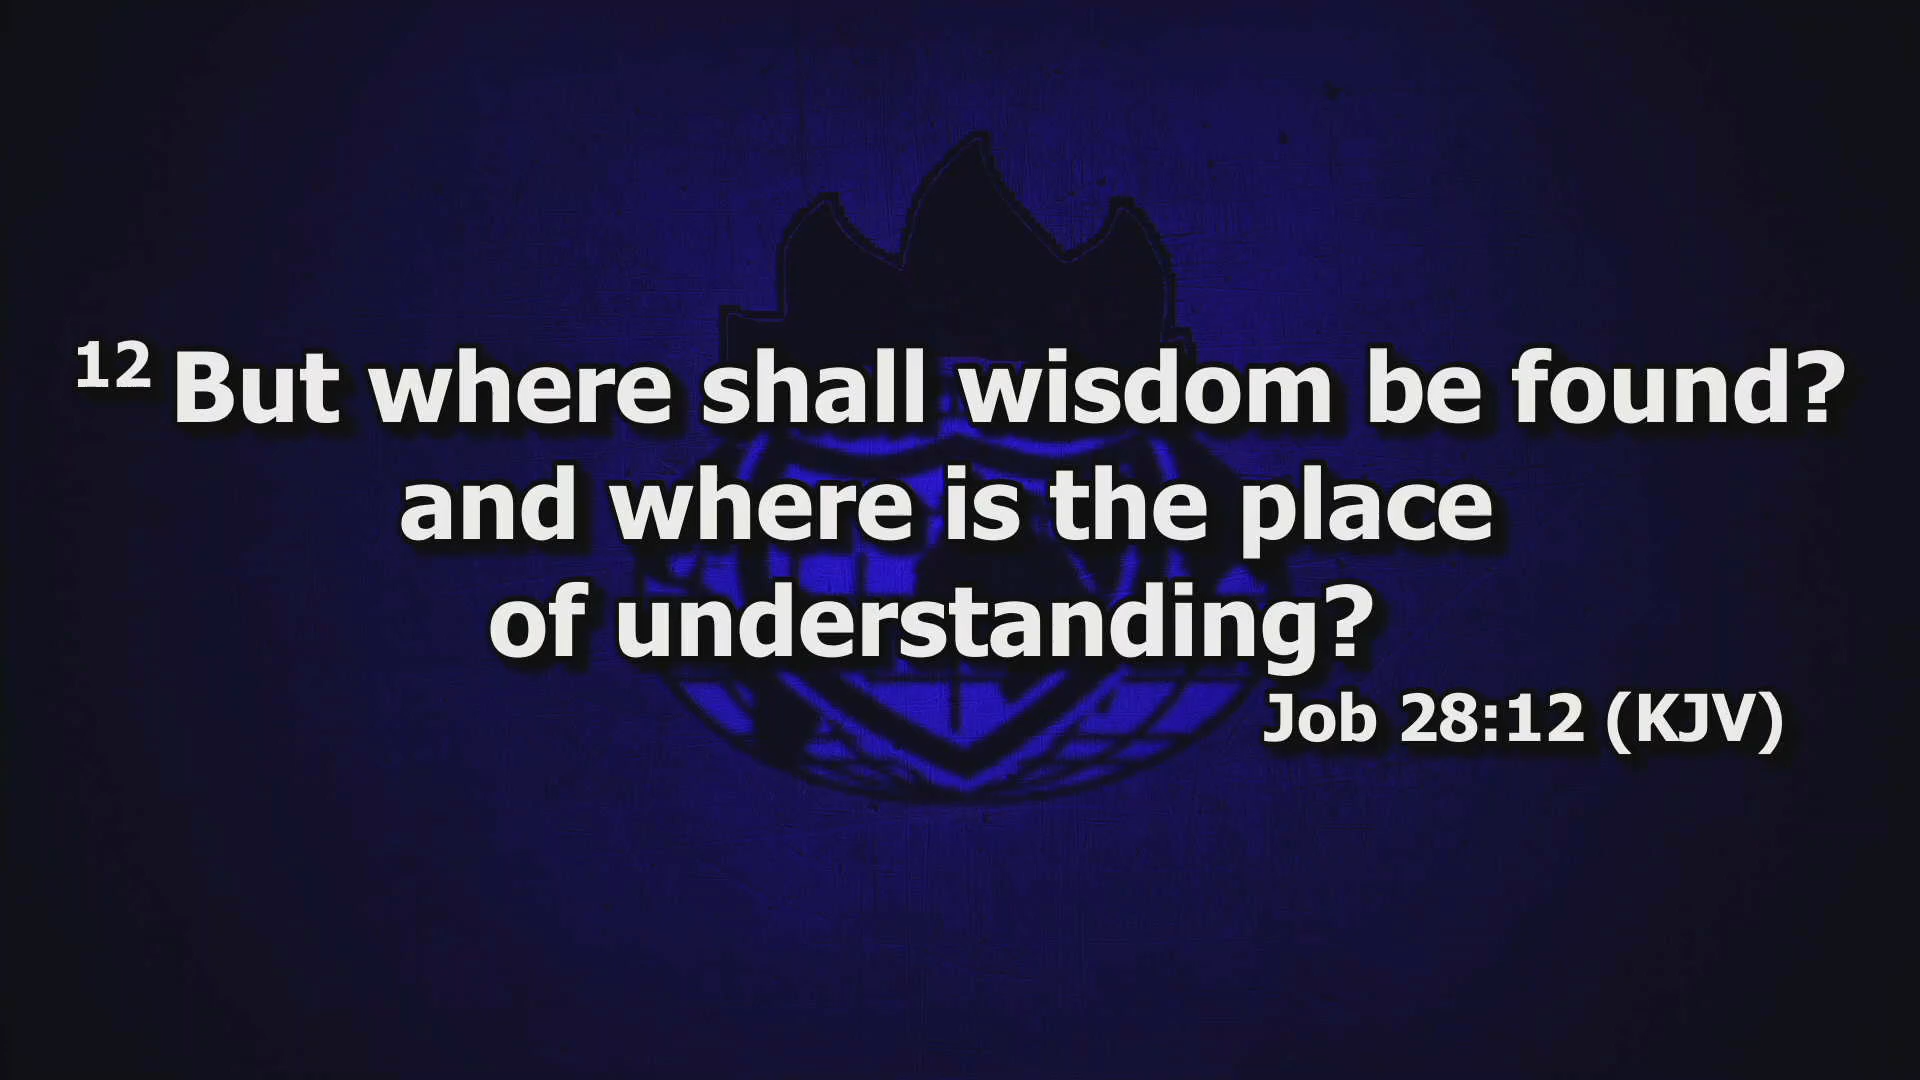 12 But where shall wisdom be found?
and where is the place
of understanding?
Job 28:12 (KJV)